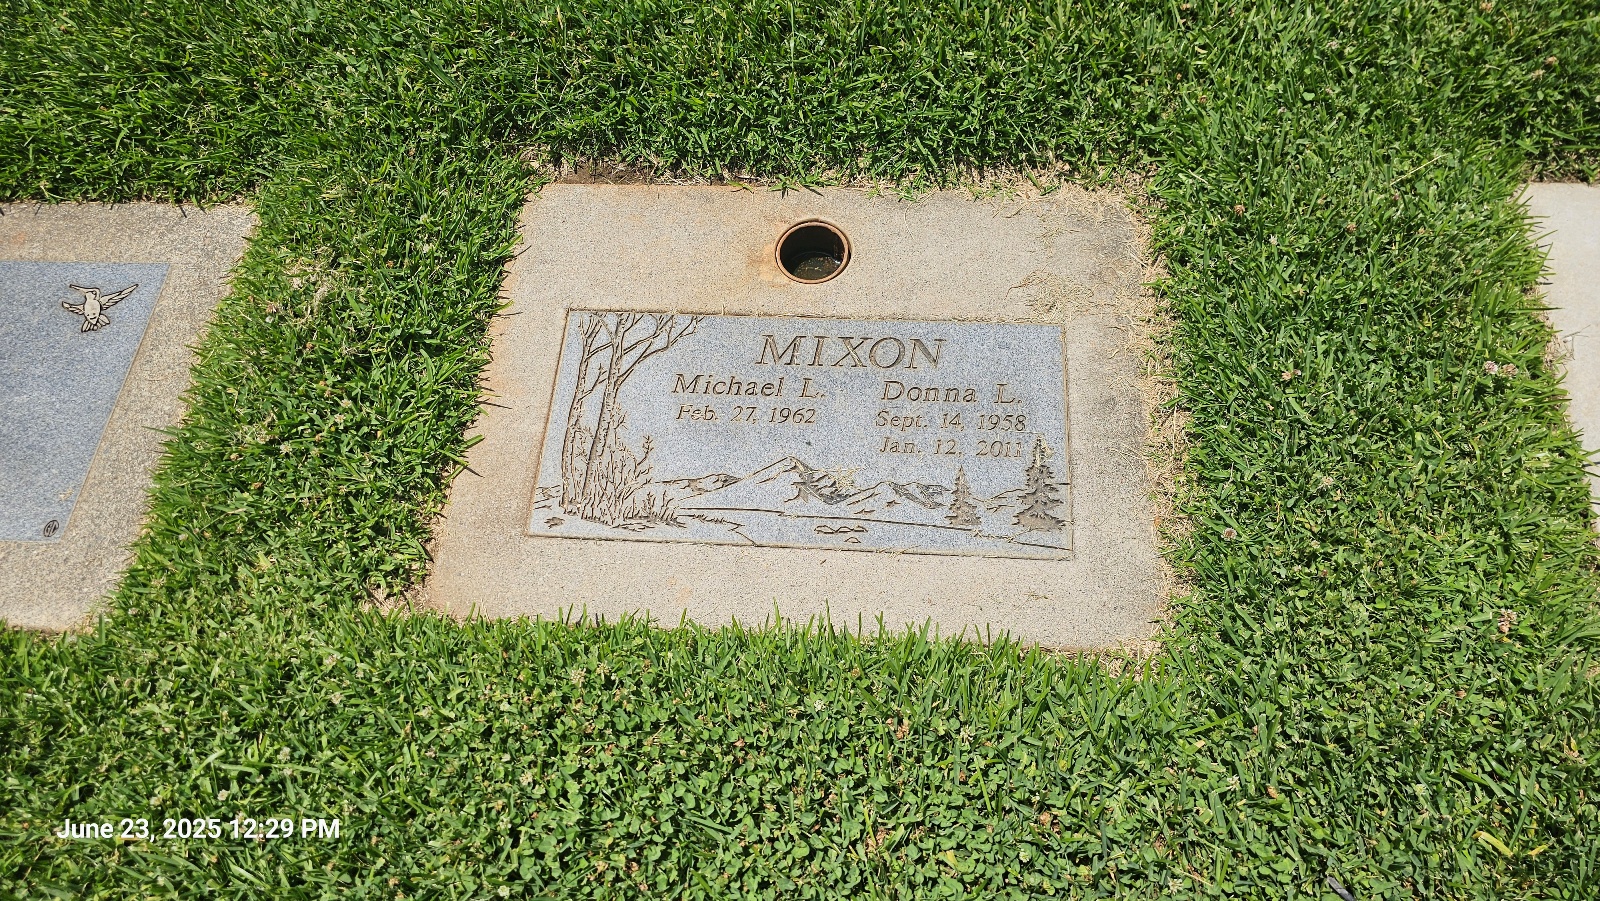 MIXON
Michael L. Donna L.
Feb. 27, 1962 Sept. 14, 1958
Jan. 12, 2011
June 23, 2025 12:29 PM